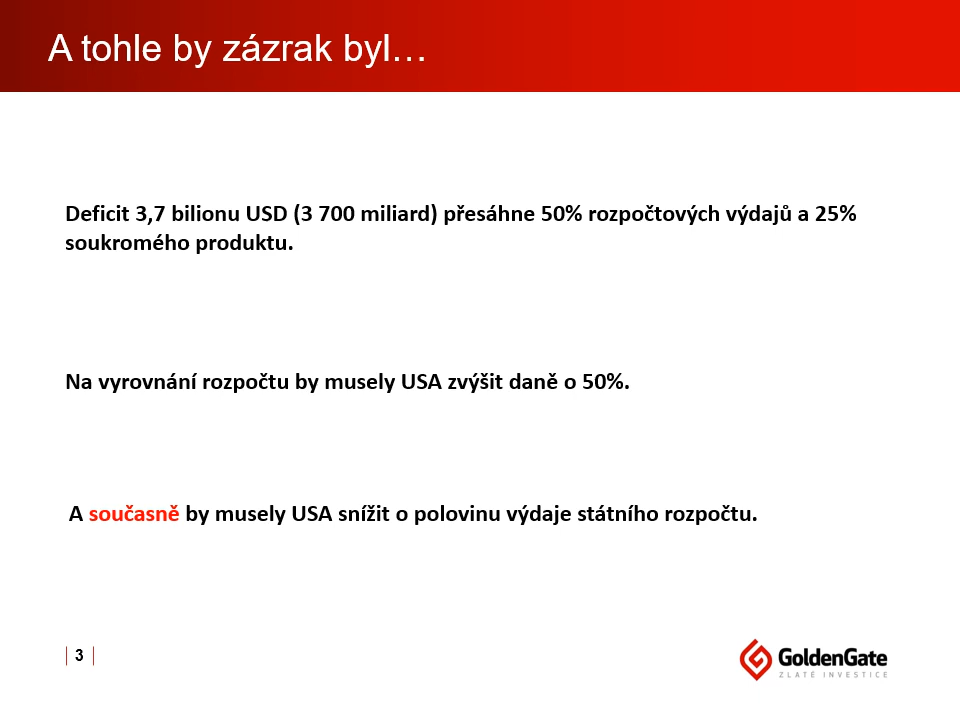 A tohle by zázrak byl…
Deficit 3,7 bilionu USD (3 700 miliard) přesáhne 50% rozpočtových výdajů a 25%
soukromého produktu.
Na vyrovnání rozpočtu by musely USA zvýšit daně o 50%.
A současně by musely USA snížit o polovinu výdaje státního rozpočtu.
3
GoldenGate
ZLATÉ INVESTICE